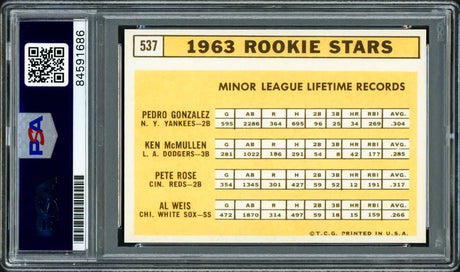 84591686
PSA
537
1963 ROOKIE STARS
MINOR LEAGUE LIFETIME RECORDS
PEDRO GONZALEZ G AB R H 2B 3B HR RBI AVG.
N. Y. YANKEES—2B 595 2286 364 695 96 25 34 269 .304
KEN McMULLEN G AB R H 2B 3B HR RBI AVG.
L. A. DODGERS—3B 281 1022 186 291 54 8 42 177 .285
PETE ROSE G AB R H 2B 3B HR RBI AVG.
CIN. REDS—2B 354 1345 301 427 59 52 12 191 .317
AL WEIS G AB R H 2B 3B HR RBI AVG.
CHI. WHITE SOX—SS 472 1870 314 497 58 18 15 159 .266
© T.C.G. PRINTED IN U.S.A.